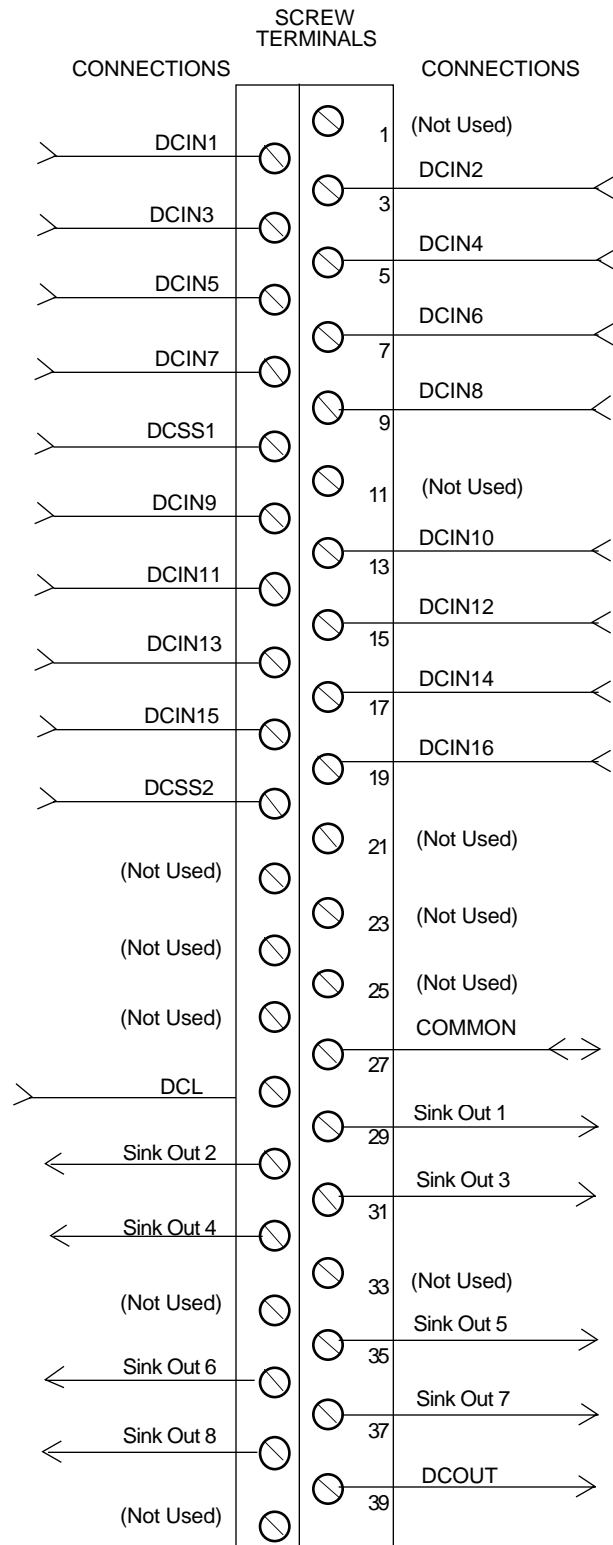 SCREW
TERMINALS
CONNECTIONS
CONNECTIONS
1 (Not Used)
DCIN1
DCIN2
3
DCIN3
DCIN4
5
DCIN5
DCIN6
7
DCIN7
DCIN8
9
DCSS1
11 (Not Used)
DCIN9
DCIN10
13
DCIN11
DCIN12
15
DCIN13
DCIN14
17
DCIN15
DCIN16
19
DCSS2
21 (Not Used)
(Not Used)
23 (Not Used)
(Not Used)
25 (Not Used)
(Not Used)
COMMON
27
DCL
Sink Out 1
29
Sink Out 2
Sink Out 3
31
Sink Out 4
33 (Not Used)
(Not Used)
Sink Out 5
35
Sink Out 6
Sink Out 7
37
Sink Out 8
DCOUT
39
(Not Used)